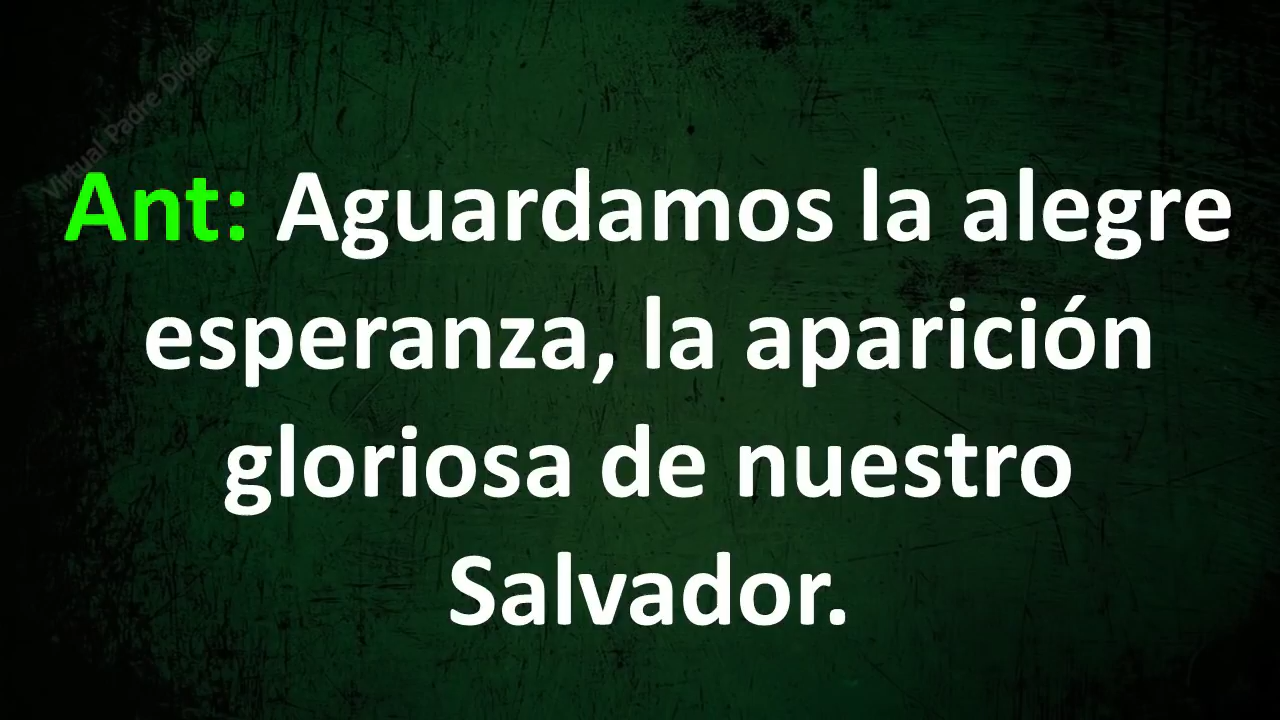 Virtual Padre Didier
Ant: Aguardamos la alegre
esperanza, la aparición
gloriosa de nuestro
Salvador.